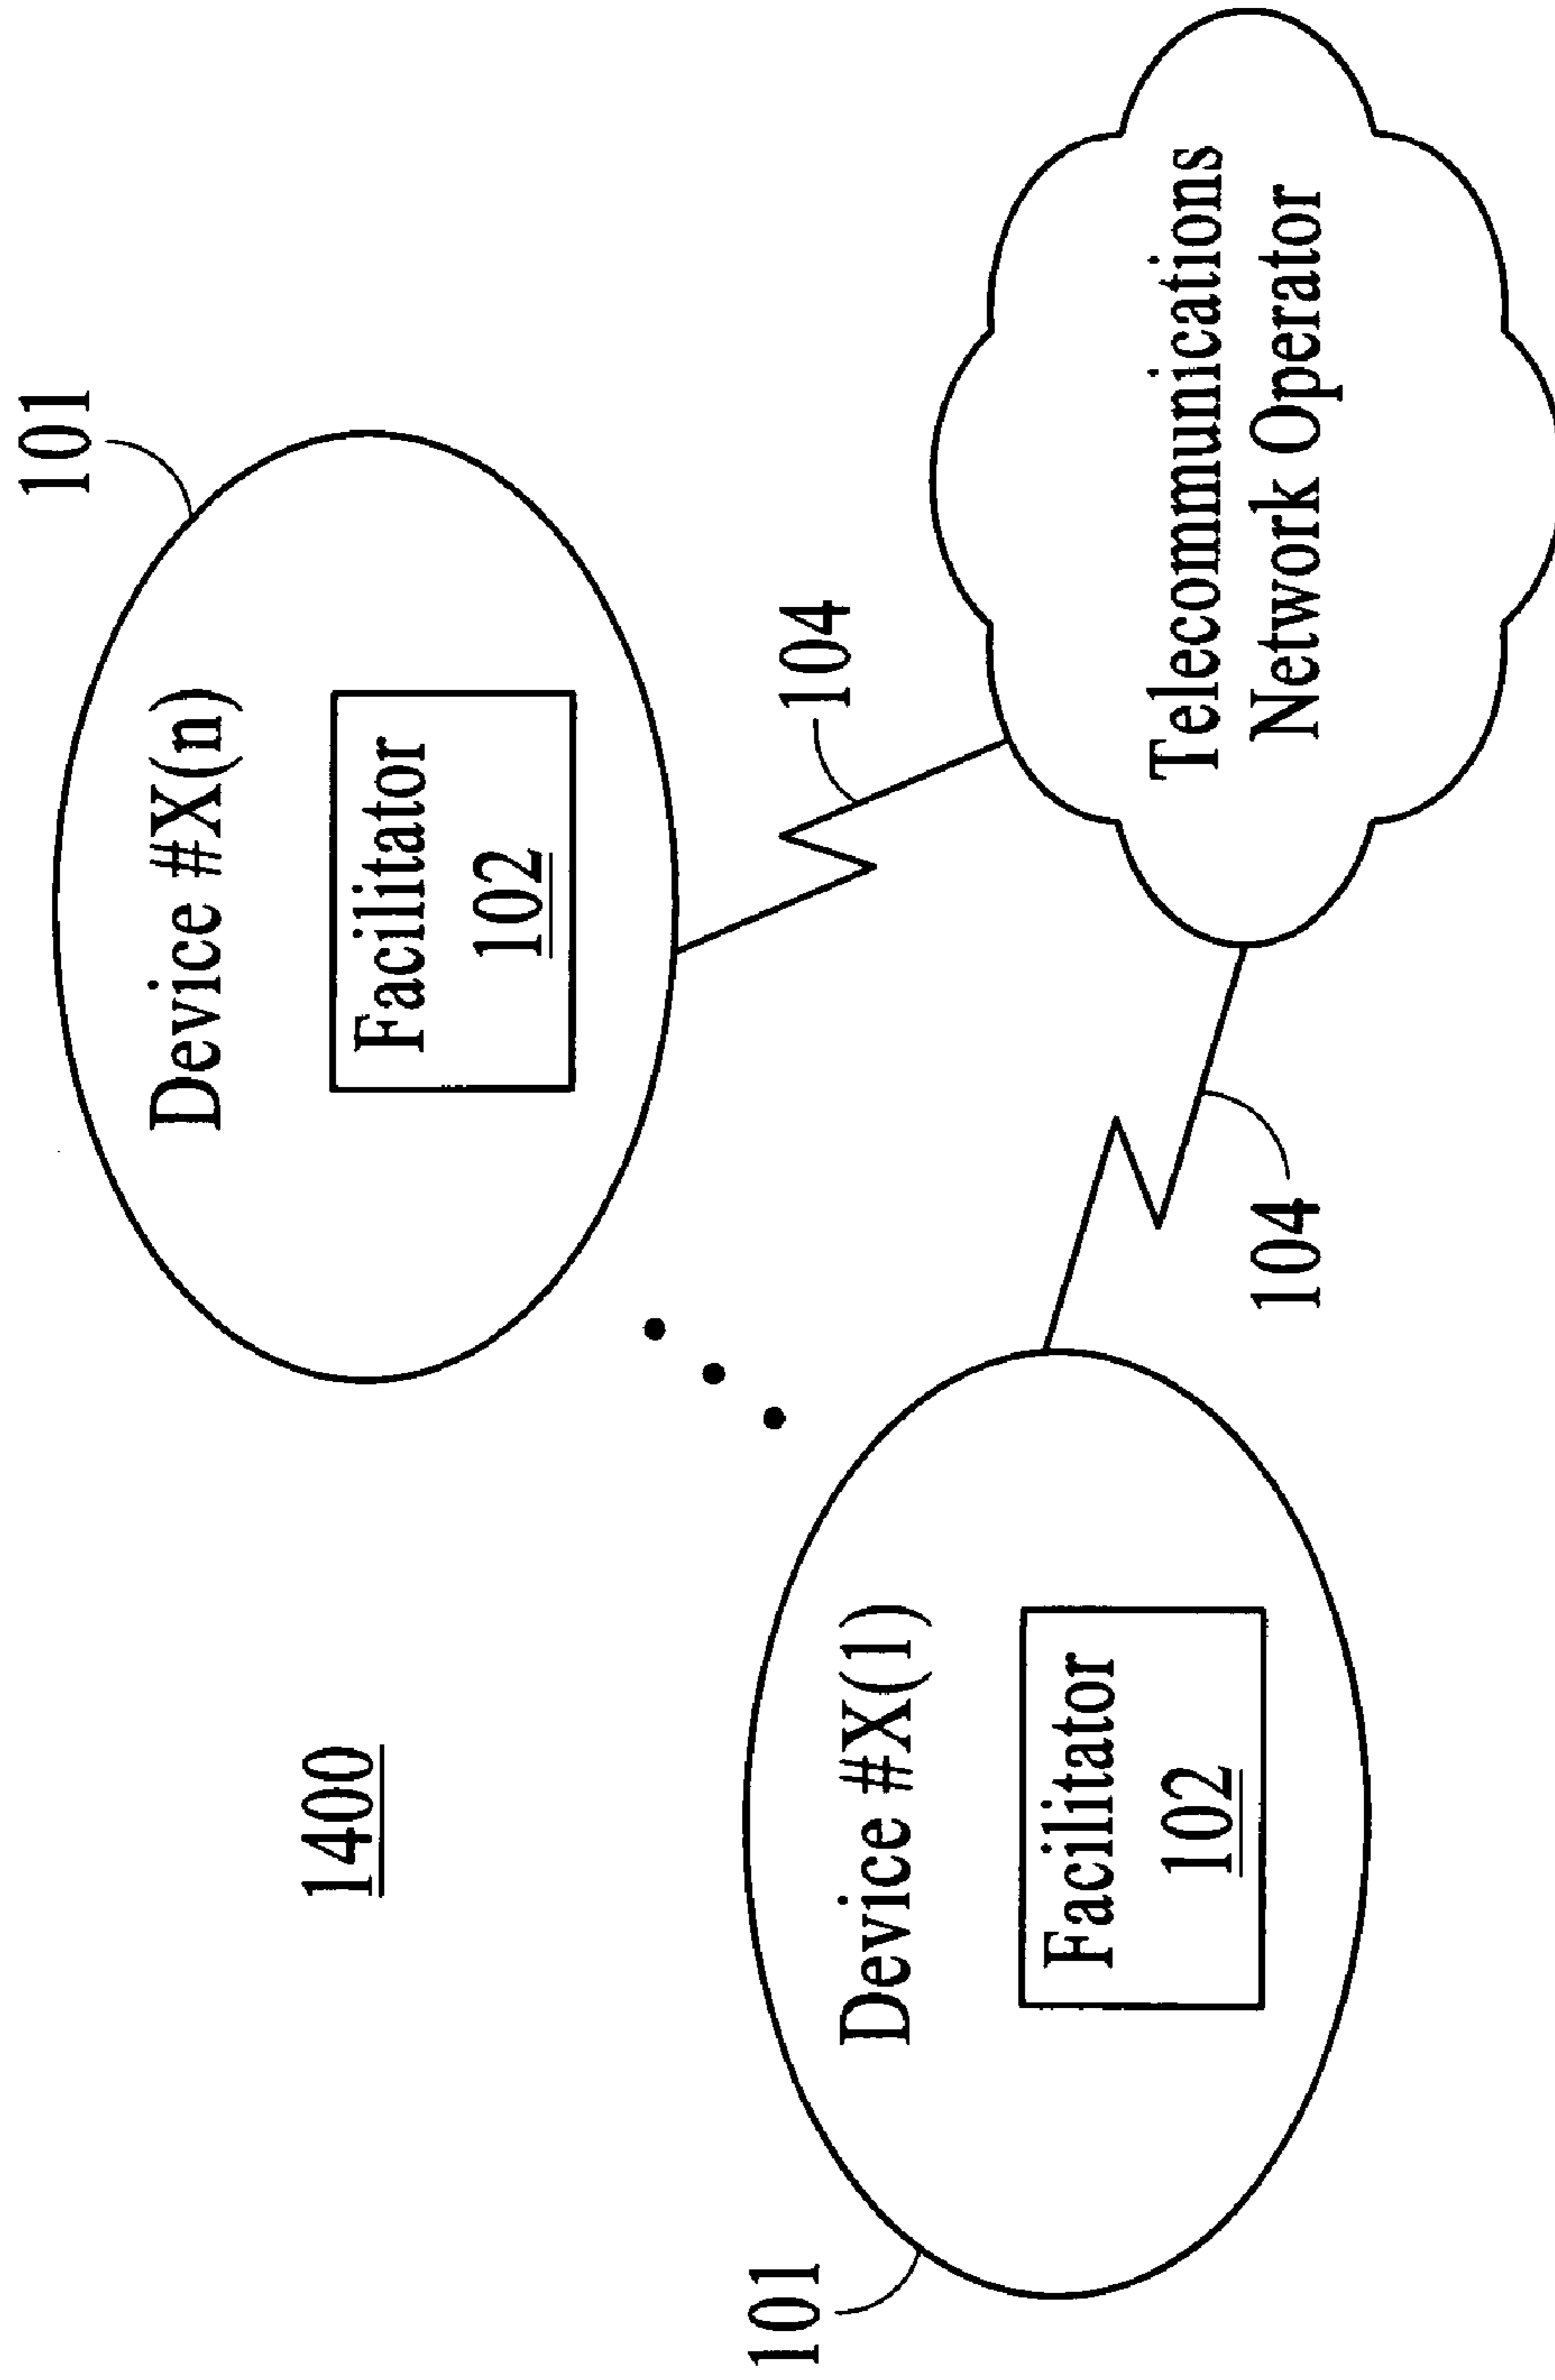 1400
101
Device #X(n)
Facilitator
102
104
101
Device #X(1)
Facilitator
102
104
Telecommunications
Network Operator